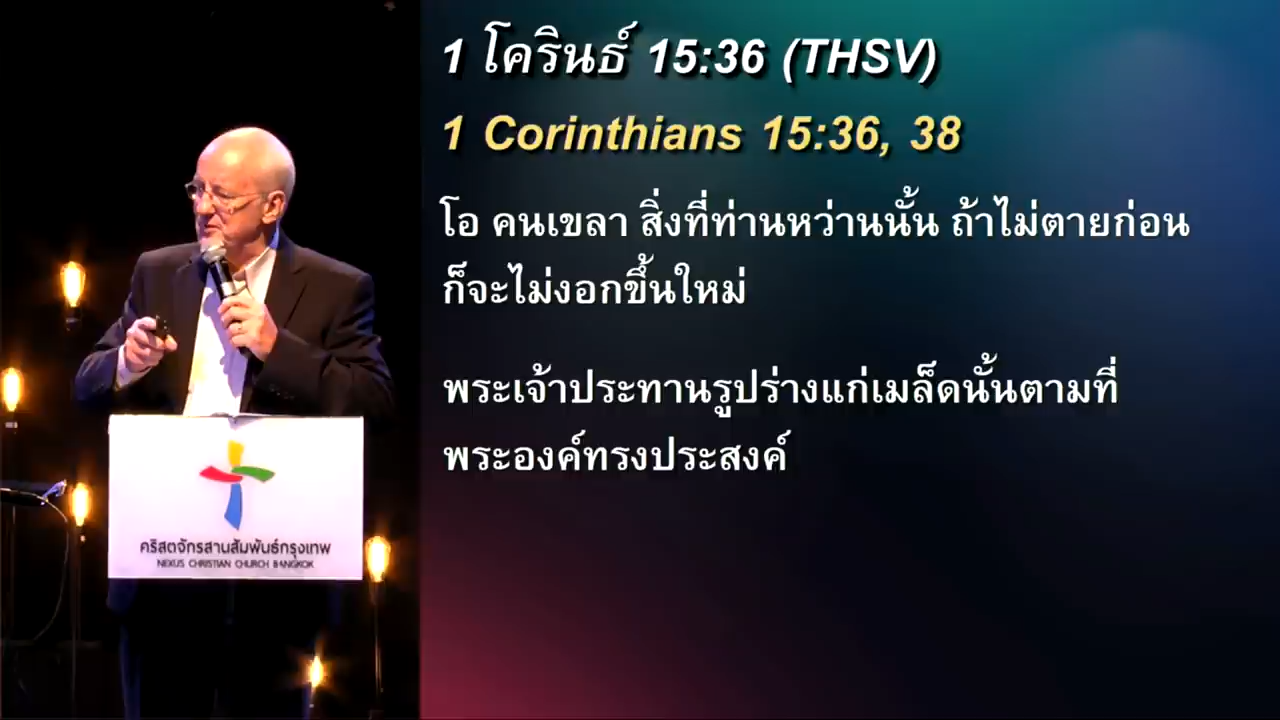 1 โครินธ์ 15:36 (THSV)
1 Corinthians 15:36, 38
โอ คนเขลา สิ่งที่ท่านหว่านนั้น ถ้าไม่ตายก่อน
ก็จะไม่งอกขึ้นใหม่
พระเจ้าประทานรูปร่างแก่เมล็ดนั้นตามที่
พระองค์ทรงประสงค์
คริสตจักรสานสัมพันธ์กรุงเทพ
NEXUS CHRISTIAN CHURCH BANGKOK